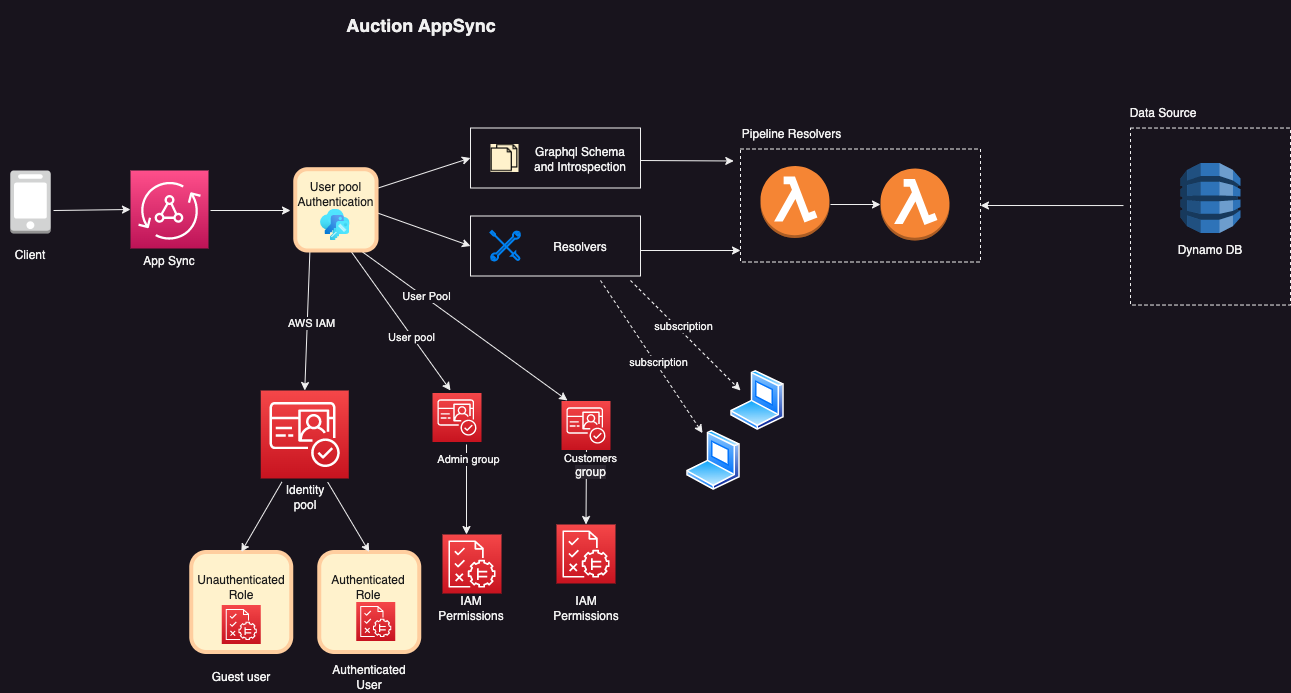 Auction AppSync
Data Source
Pipeline Resolvers
Graphql Schema
and Introspection
User pool
Authentication
Resolvers
Client
App Sync
Dynamo DB
User Pool
AWS IAM
User pool
subscription
subscription
Admin group
Customers
group
Identity
pool
Unauthenticated
Role
Authenticated
Role
IAM
Permissions
IAM
Permissions
Guest user
Authenticated
User